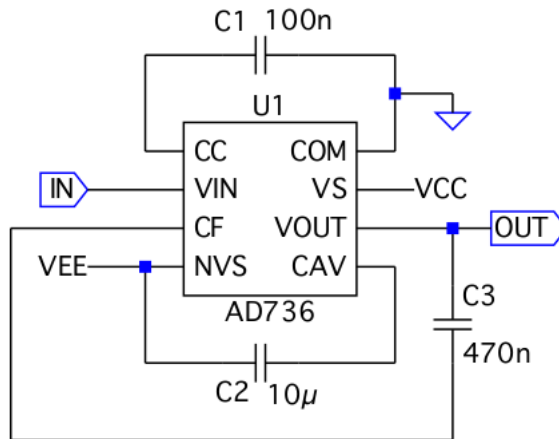 C1 100n
U1
CC COM
IN VIN VS VCC
CF VOUT OUT
VEE NVS CAV
AD736
C3
470n
C2 10µ